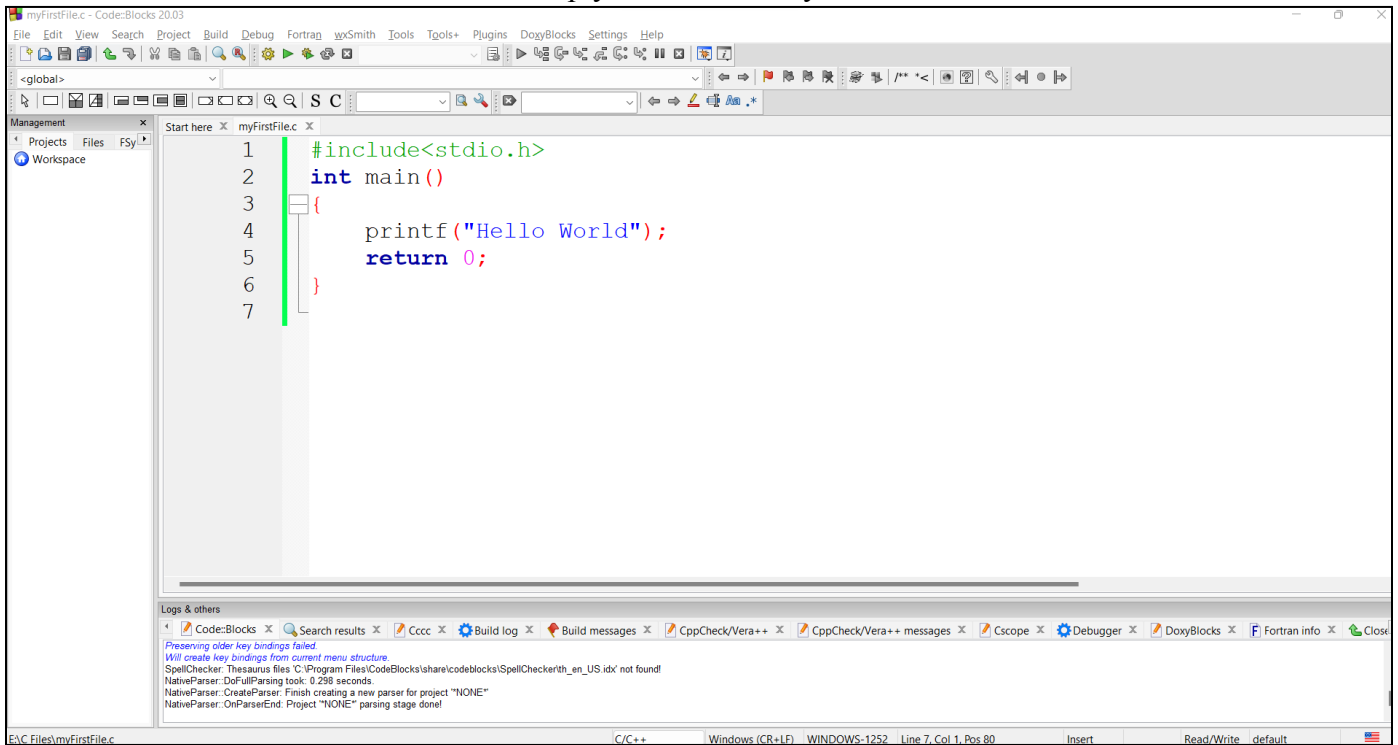 myFirstFile.c - Code::Blocks 20.03
File Edit View Search Project Build Debug Fortran wxSmith Tools Tools+ Plugins DoxyBlocks Settings Help
<global>
/** *<
S C
Aa .*
Management x
Projects Files FSy
Workspace
Start here X myFirstFile.c X
1 #include<stdio.h>
2 int main()
3 {
4 printf("Hello World");
5 return 0;
6 }
7
Logs & others
Code::Blocks X Search results X Cccc X Build log X Build messages X CppCheck/Vera++ X CppCheck/Vera++ messages X Cscope X Debugger X DoxyBlocks X Fortran info X Close
Preserving older key bindings failed.
Will create key bindings from current menu structure.
SpellChecker: Thesaurus files 'C:\Program Files\CodeBlocks\share\codeblocks\SpellChecker\th_en_US.idx' not found!
NativeParser::DoFullParsing took: 0.298 seconds.
NativeParser::CreateParser: Finish creating a new parser for project '*NONE*'
NativeParser::OnParserEnd: Project '*NONE*' parsing stage done!
E:\C Files\myFirstFile.c C/C++ Windows (CR+LF) WINDOWS-1252 Line 7, Col 1, Pos 80 Insert Read/Write default